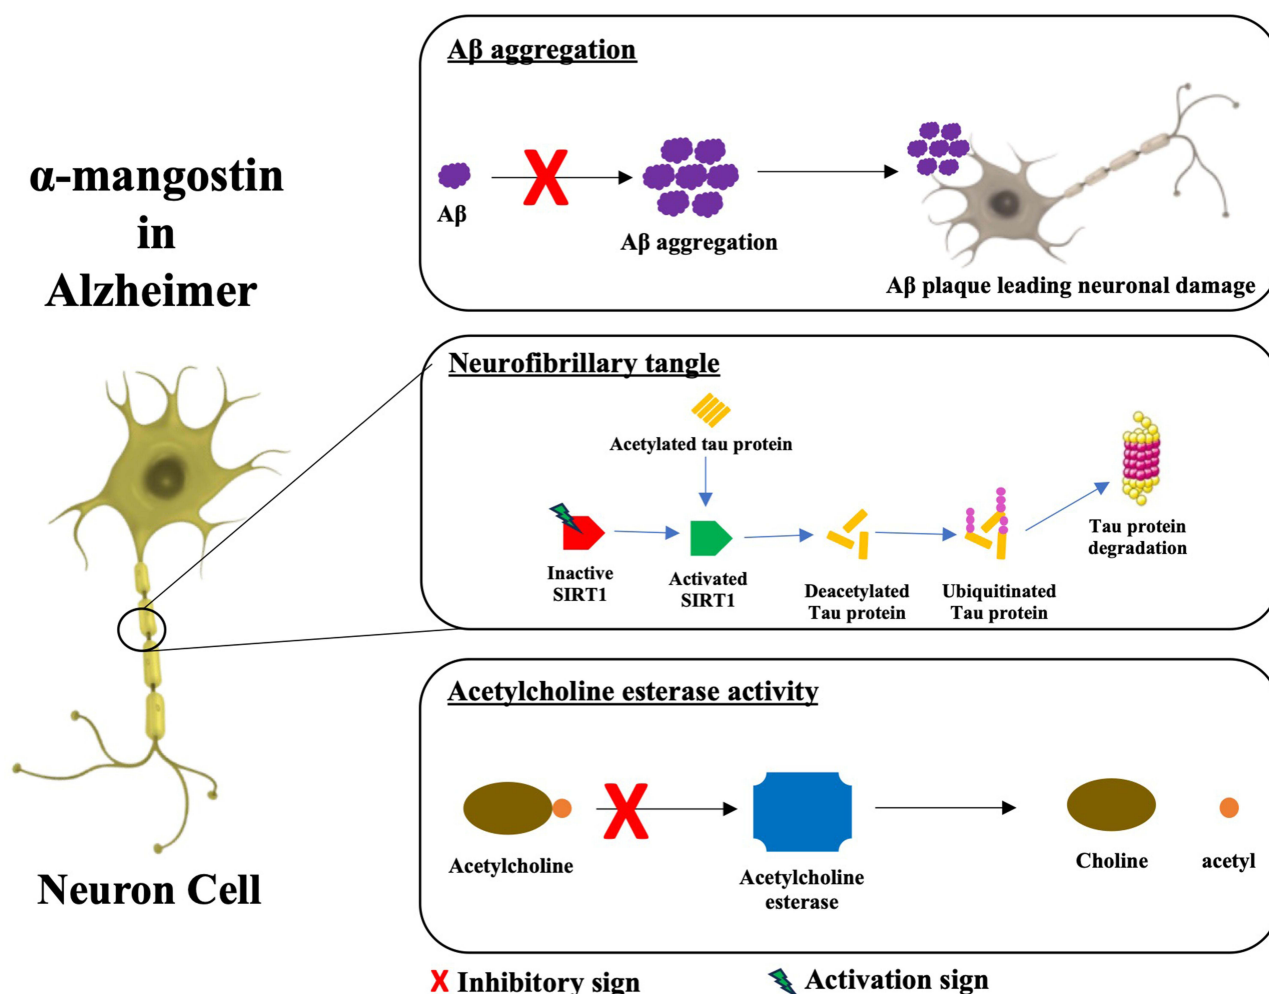 α-mangostin
in
Alzheimer
Neuron Cell
Aβ aggregation
Aβ
Aβ aggregation
Aβ plaque leading neuronal damage
Neurofibrillary tangle
Acetylated tau protein
Inactive
SIRT1
Activated
SIRT1
Deacetylated
Tau protein
Ubiquitinated
Tau protein
Tau protein
degradation
Acetylcholine esterase activity
Acetylcholine
Acetylcholine
esterase
Choline
acetyl
Inhibitory sign
Activation sign